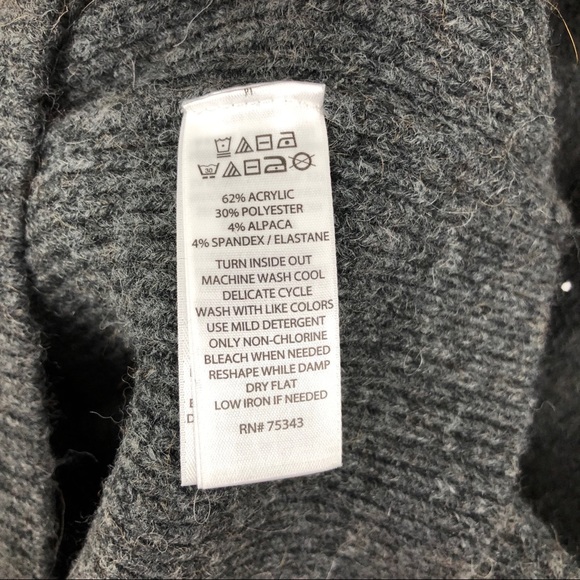 30
62% ACRYLIC
30% POLYESTER
4% ALPACA
4% SPANDEX / ELASTANE
TURN INSIDE OUT
MACHINE WASH COOL
DELICATE CYCLE
WASH WITH LIKE COLORS
USE MILD DETERGENT
ONLY NON-CHLORINE
BLEACH WHEN NEEDED
RESHAPE WHILE DAMP
DRY FLAT
LOW IRON IF NEEDED
RN# 75343